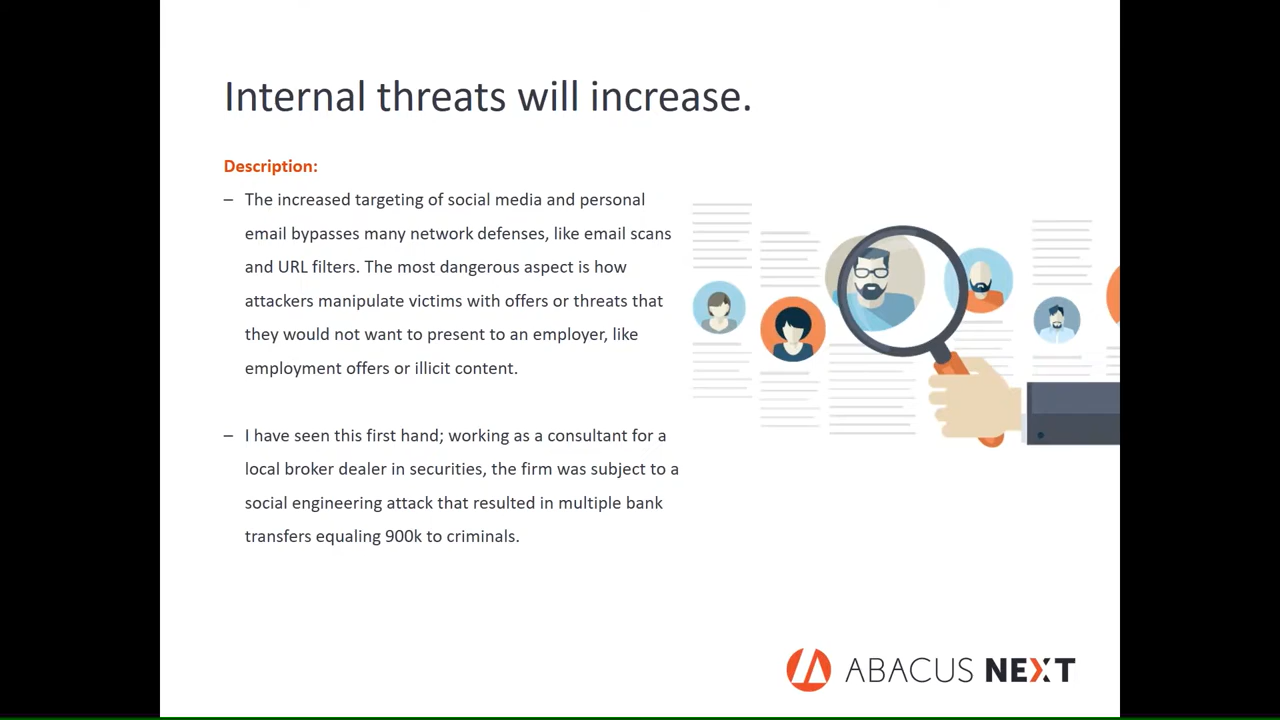 Internal threats will increase.
Description:
– The increased targeting of social media and personal
email bypasses many network defenses, like email scans
and URL filters. The most dangerous aspect is how
attackers manipulate victims with offers or threats that
they would not want to present to an employer, like
employment offers or illicit content.
– I have seen this first hand; working as a consultant for a
local broker dealer in securities, the firm was subject to a
social engineering attack that resulted in multiple bank
transfers equaling 900k to criminals.
ABACUS NEXT